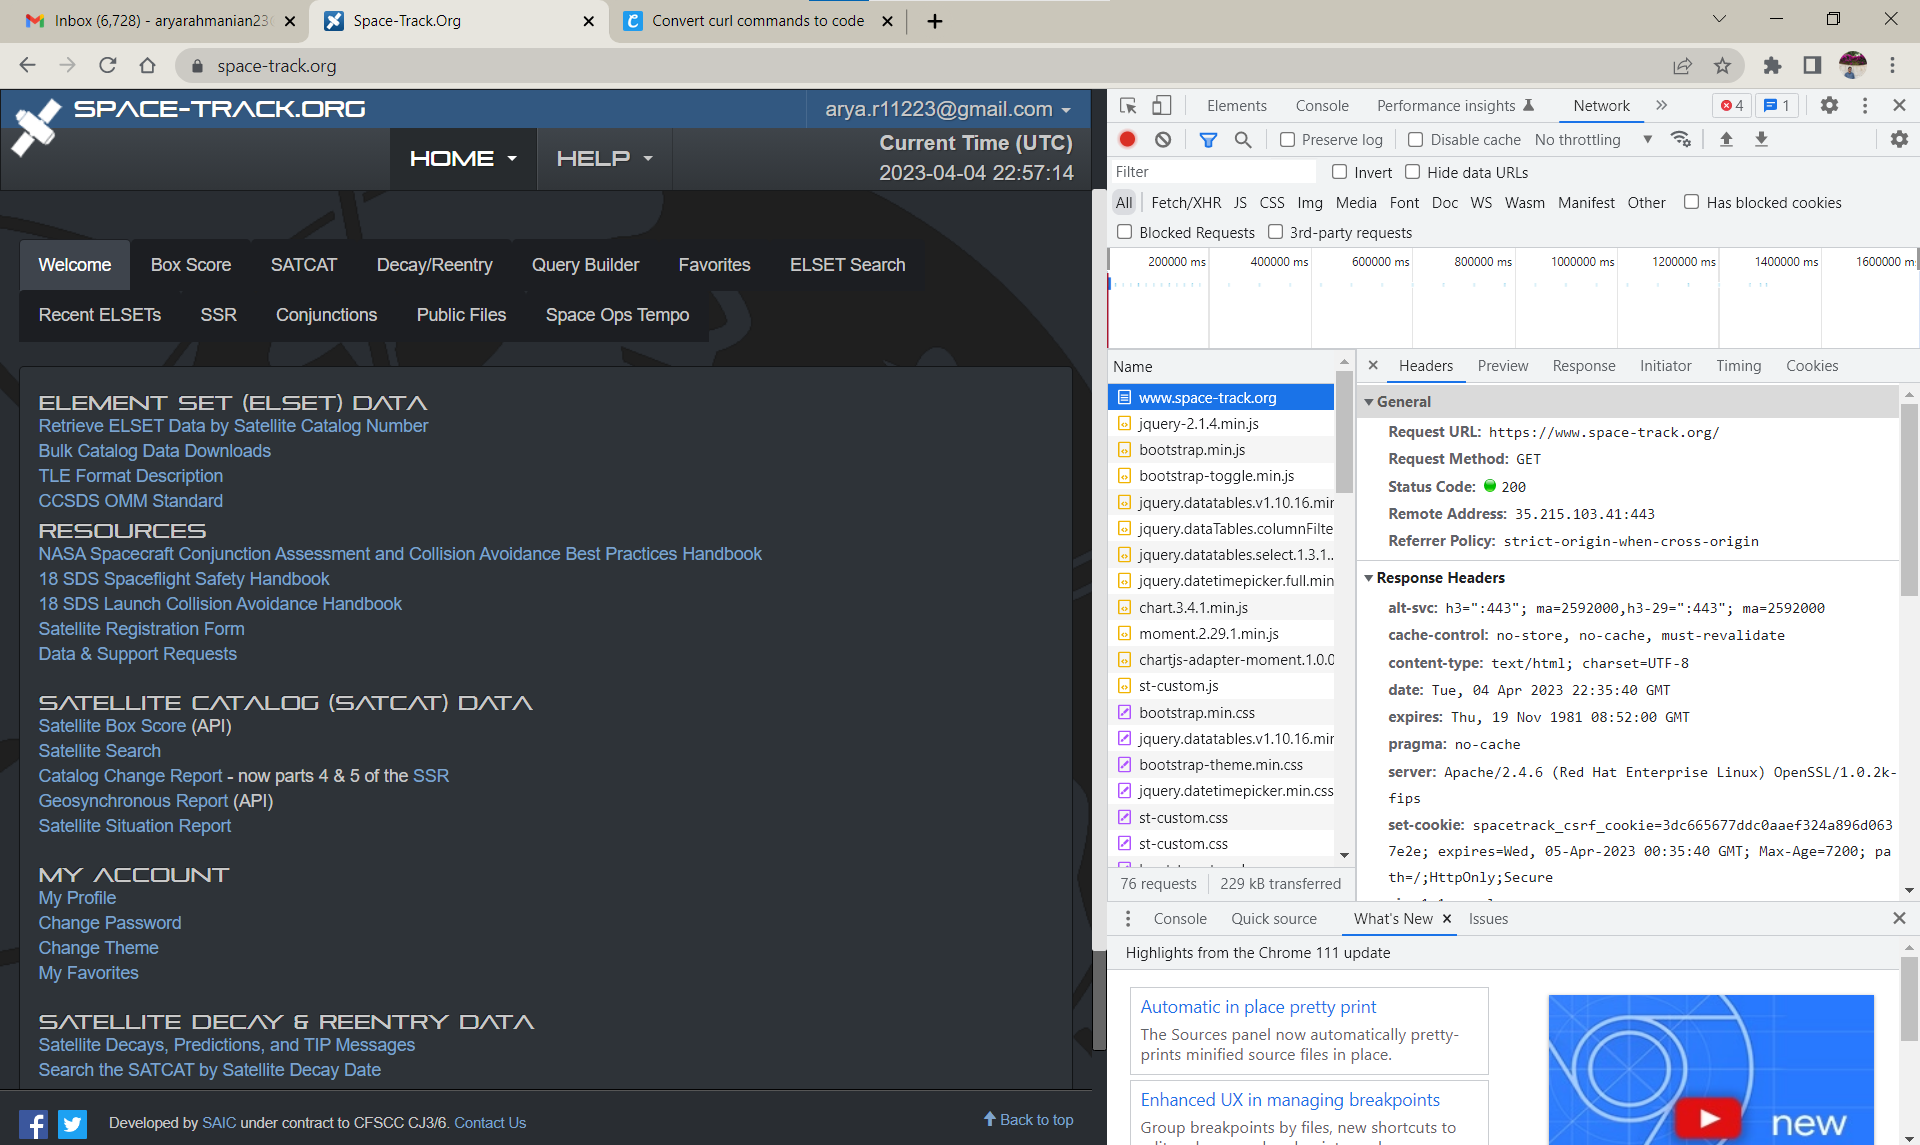 Inbox (6,728) - aryarahmanian23
Space-Track.Org
Convert curl commands to code
space-track.org
SPACE-TRACK.ORG
arya.r11223@gmail.com
HOME
HELP
Current Time (UTC)
2023-04-04 22:57:14
Welcome
Box Score
SATCAT
Decay/Reentry
Query Builder
Favorites
ELSET Search
Recent ELSETs
SSR
Conjunctions
Public Files
Space Ops Tempo
ELEMENT SET (ELSET) DATA
Retrieve ELSET Data by Satellite Catalog Number
Bulk Catalog Data Downloads
TLE Format Description
CCSDS OMM Standard
RESOURCES
NASA Spacecraft Conjunction Assessment and Collision Avoidance Best Practices Handbook
18 SDS Spaceflight Safety Handbook
18 SDS Launch Collision Avoidance Handbook
Satellite Registration Form
Data & Support Requests
SATELLITE CATALOG (SATCAT) DATA
Satellite Box Score (API)
Satellite Search
Catalog Change Report - now parts 4 & 5 of the SSR
Geosynchronous Report (API)
Satellite Situation Report
MY ACCOUNT
My Profile
Change Password
Change Theme
My Favorites
SATELLITE DECAY & REENTRY DATA
Satellite Decays, Predictions, and TIP Messages
Search the SATCAT by Satellite Decay Date
Developed by SAIC under contract to CFSCC CJ3/6. Contact Us
Back to top
Elements
Console
Performance insights
Network
4
1
Preserve log
Disable cache
No throttling
Filter
Invert
Hide data URLs
All
Fetch/XHR
JS
CSS
Img
Media
Font
Doc
WS
Wasm
Manifest
Other
Has blocked cookies
Blocked Requests
3rd-party requests
200000 ms
400000 ms
600000 ms
800000 ms
1000000 ms
1200000 ms
1400000 ms
1600000 m
Name
www.space-track.org
jquery-2.1.4.min.js
bootstrap.min.js
bootstrap-toggle.min.js
jquery.datatables.v1.10.16.mir
jquery.dataTables.columnFilte
jquery.datatables.select.1.3.1..
jquery.datetimepicker.full.min
chart.3.4.1.min.js
moment.2.29.1.min.js
chartjs-adapter-moment.1.0.0
st-custom.js
bootstrap.min.css
jquery.datatables.v1.10.16.mir
bootstrap-theme.min.css
jquery.datetimepicker.min.css
st-custom.css
st-custom.css
76 requests
229 kB transferred
Headers
Preview
Response
Initiator
Timing
Cookies
General
Request URL: https://www.space-track.org/
Request Method: GET
Status Code: 200
Remote Address: 35.215.103.41:443
Referrer Policy: strict-origin-when-cross-origin
Response Headers
alt-svc: h3=":443"; ma=2592000,h3-29=":443"; ma=2592000
cache-control: no-store, no-cache, must-revalidate
content-type: text/html; charset=UTF-8
date: Tue, 04 Apr 2023 22:35:40 GMT
expires: Thu, 19 Nov 1981 08:52:00 GMT
pragma: no-cache
server: Apache/2.4.6 (Red Hat Enterprise Linux) OpenSSL/1.0.2k-
fips
set-cookie: spacetrack_csrf_cookie=3dc665677ddc0aaef324a896d063
7e2e; expires=Wed, 05-Apr-2023 00:35:40 GMT; Max-Age=7200; pa
th=/;HttpOnly;Secure
Console
Quick source
What's New
Issues
Highlights from the Chrome 111 update
Automatic in place pretty print
The Sources panel now automatically pretty-
prints minified source files in place.
Enhanced UX in managing breakpoints
Group breakpoints by files, new shortcuts to
new